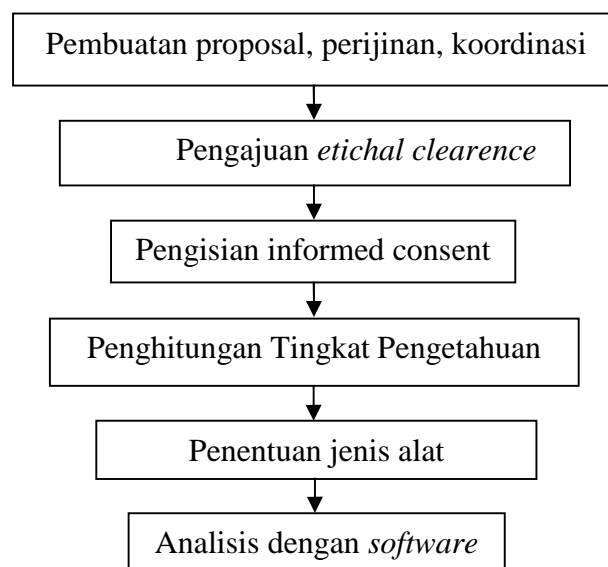 Pembuatan proposal, perijinan, koordinasi
Pengajuan etichal clearence
Pengisian informed consent
Penghitungan Tingkat Pengetahuan
Penentuan jenis alat
Analisis dengan software